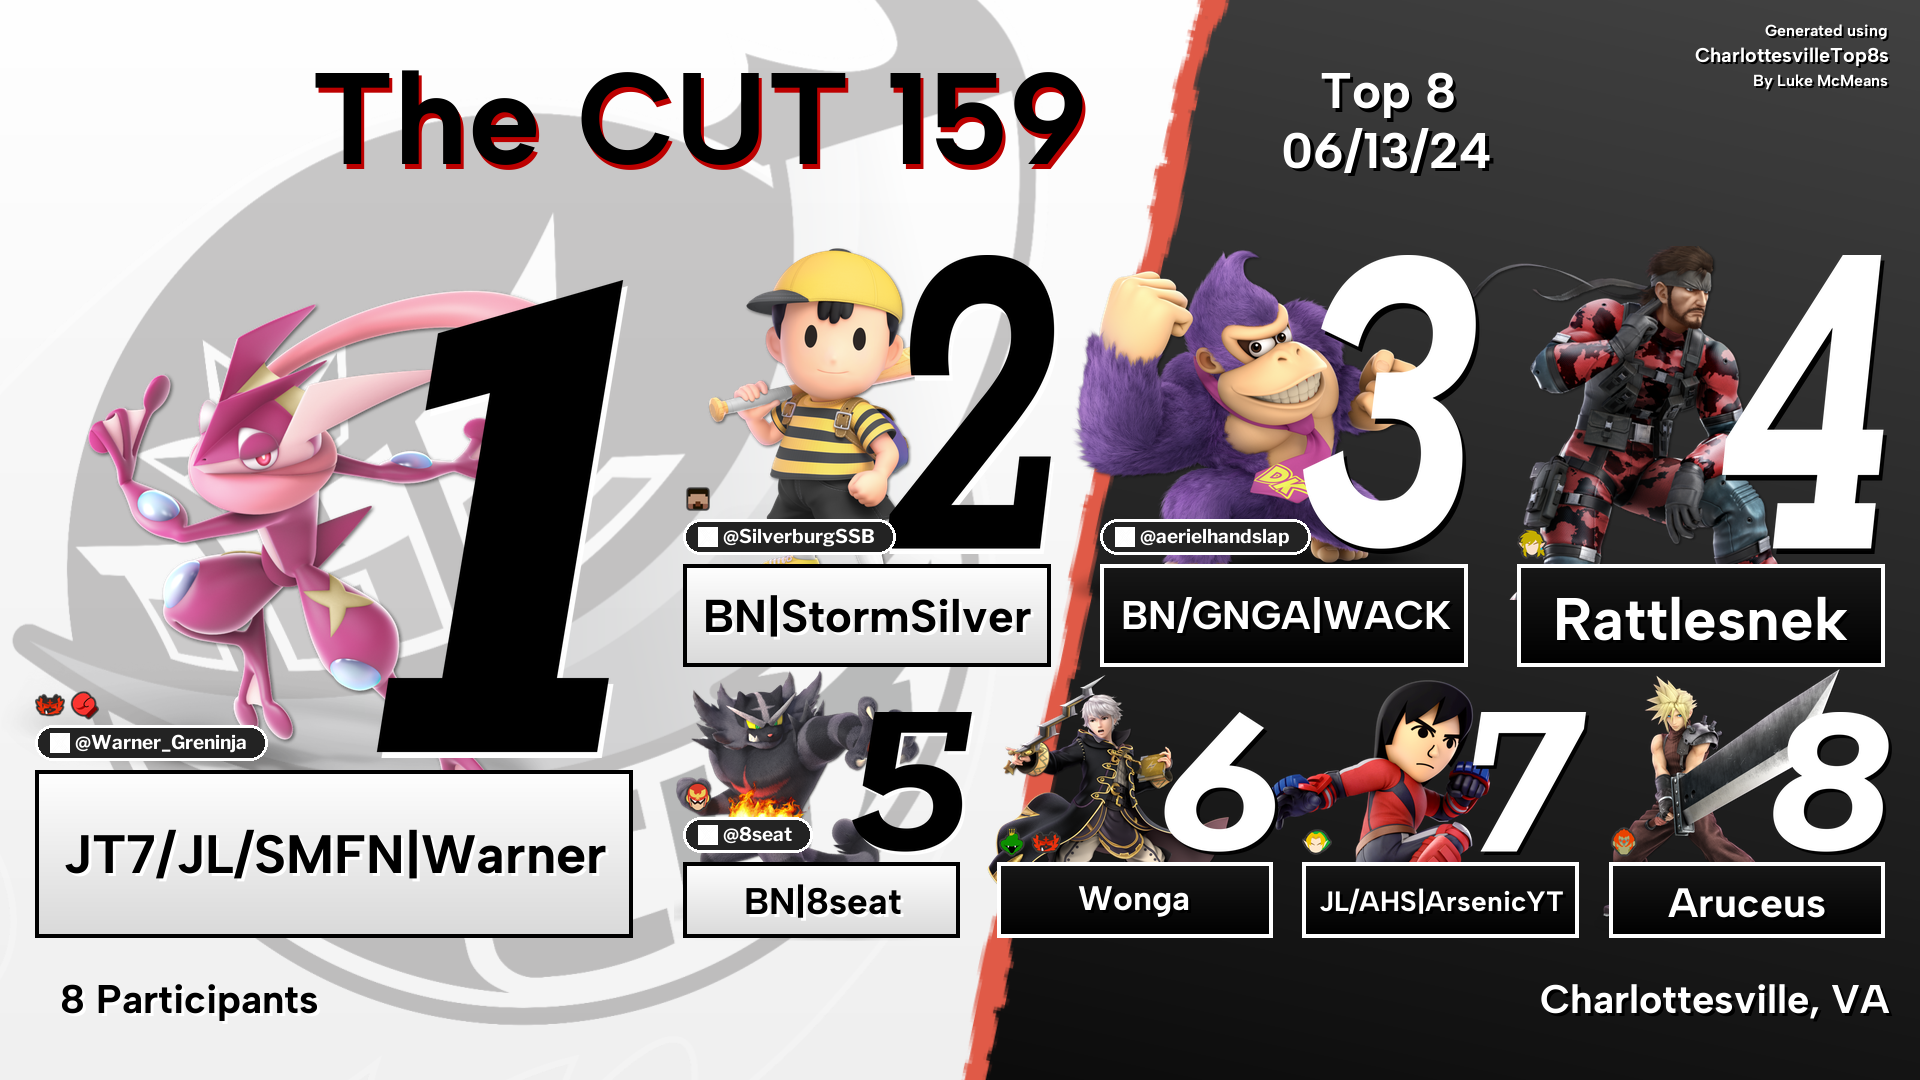 The CUT 159
Top 8
06/13/24
Generated using
CharlottesvilleTop8s
By Luke McMeans
1
@Warner_Greninja
JT7/JL/SMFN|Warner
2
@SilverburgSSB
BN|StormSilver
3
DK
@aerielhandslap
BN/GNGA|WACK
4
Rattlesnek
5
@8seat
BN|8seat
6
Wonga
7
JL/AHS|ArsenicYT
8
Aruceus
8 Participants
Charlottesville, VA